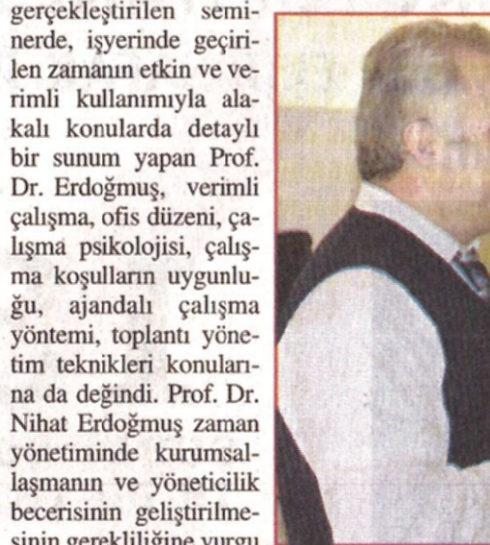 gerçekleştirilen semi-
nerde, işyerinde geçiri-
len zamanın etkin ve ve-
rimli kullanımıyla ala-
kalı konularda detaylı
bir sunum yapan Prof.
Dr. Erdoğmuş, verimli
çalışma, ofis düzeni, ça-
lışma psikolojisi, çalış-
ma koşulların uygunlu-
ğu, ajandalı çalışma
yöntemi, toplantı yöne-
tim teknikleri konuları-
na da değindi. Prof. Dr.
Nihat Erdoğmuş zaman
yönetiminde kurumsal-
laşmanın ve yöneticilik
becerisinin geliştirilme-
sinin gerekliliğine vurgu